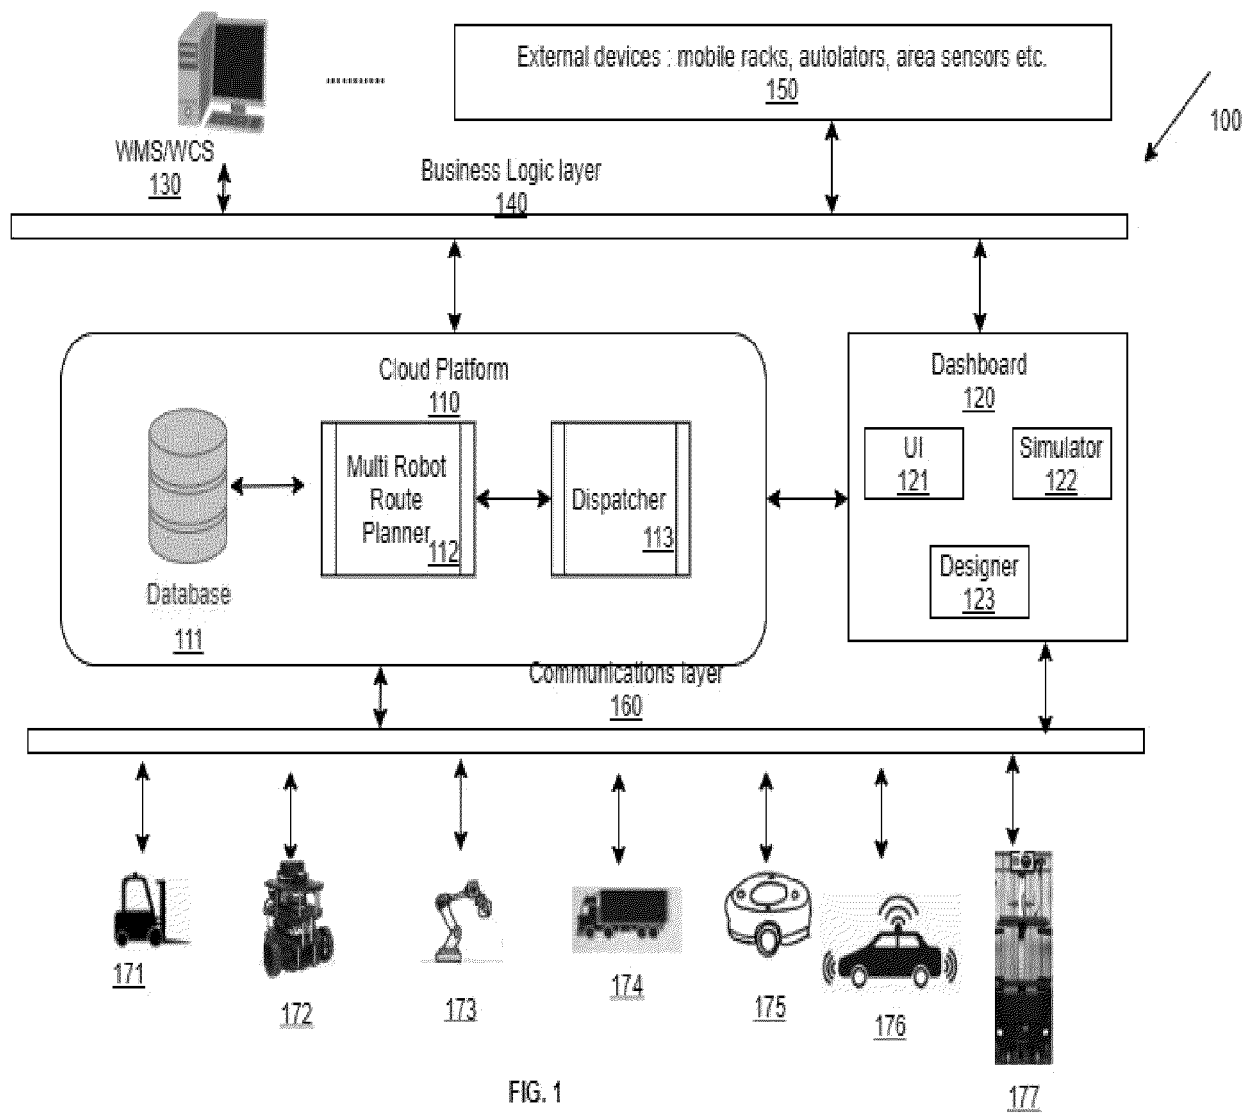 External devices : mobile racks, autolators, area sensors etc.
150
100
WMS/WCS
130
Business Logic layer
140
Cloud Platform
110
Dashboard
120
Multi Robot
Route
Planner
112
Dispatcher
113
UI
121
Simulator
122
Designer
123
Database
111
Communications layer
160
171
172
173
174
175
176
177
FIG. 1